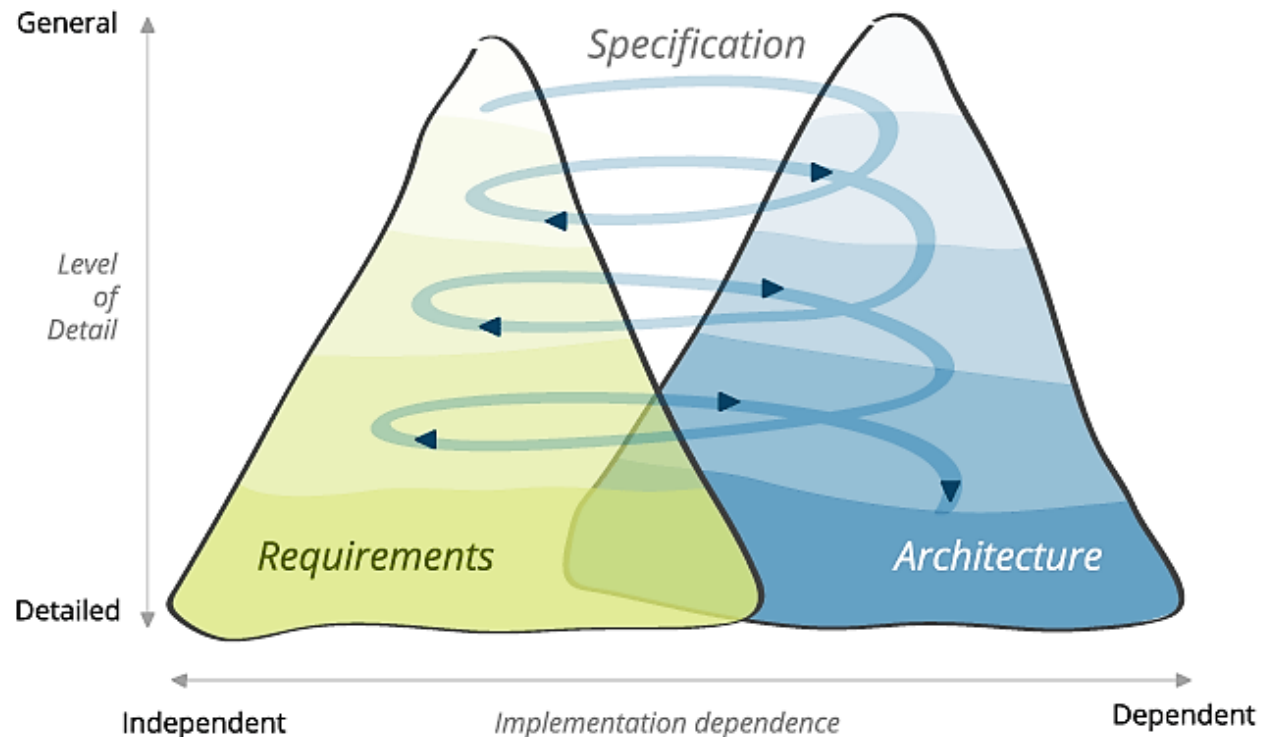 General
Specification
Level
of
Detail
Requirements
Architecture
Detailed
Independent
Implementation dependence
Dependent